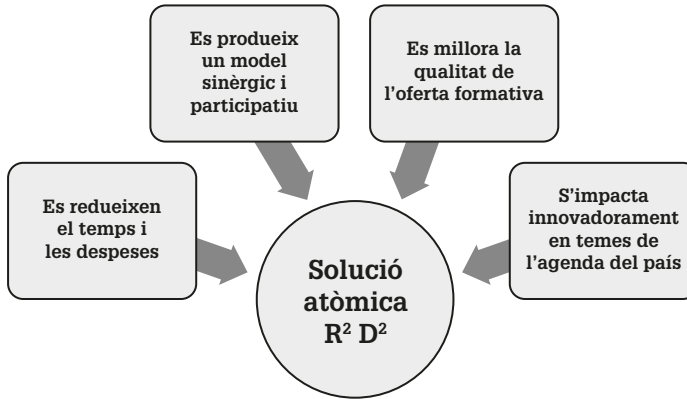 Es produeix
un model
sinèrgic i
participatiu
Es millora la
qualitat de
l'oferta formativa
Es redueixen
el temps i
les despeses
S'impacta
innovadorament
en temes de
l'agenda del país
Solució
atòmica
R² D²